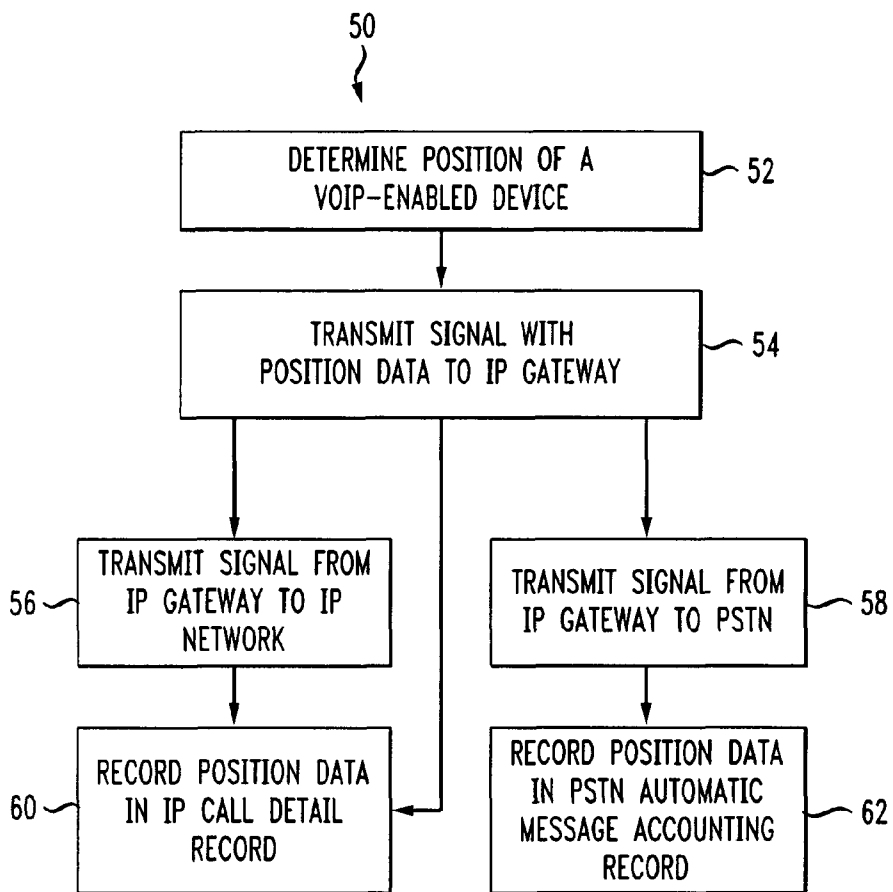 50
DETERMINE POSITION OF A
VOIP-ENABLED DEVICE
52
TRANSMIT SIGNAL WITH
POSITION DATA TO IP GATEWAY
54
TRANSMIT SIGNAL FROM
IP GATEWAY TO IP
NETWORK
56
TRANSMIT SIGNAL FROM
IP GATEWAY TO PSTN
58
RECORD POSITION DATA
IN IP CALL DETAIL
RECORD
60
RECORD POSITION DATA
IN PSTN AUTOMATIC
MESSAGE ACCOUNTING
RECORD
62